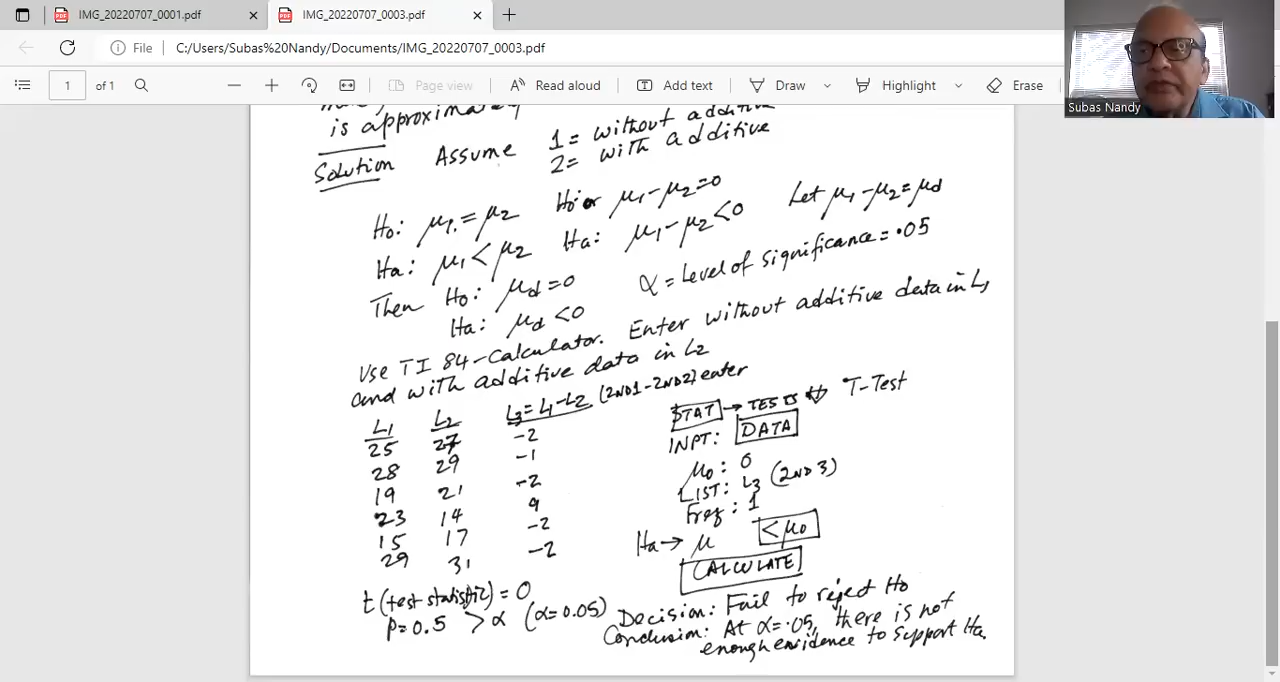 IMG_20220707_0001.pdf
IMG_20220707_0003.pdf
File
C:/Users/Subas%20Nandy/Documents/IMG_20220707_0003.pdf
1 of 1
Page view
Read aloud
Add text
Draw
Highlight
Erase
Subas Nandy
is approximately
Solution Assume 1 = without additive
2 = with additive
Ho: μ1 = μ2 Ho or μ1 - μ2 = 0 Let μ1 - μ2 = μd
Ha: μ1 < μ2 Ha: μ1 - μ2 < 0
Then Ho: μd = 0 α = Level of significance = .05
Ha: μd < 0
Use TI 84-Calculator. Enter without additive data in L1
and with additive data in L2
L1 L2 L3 = L1 - L2 (2ND1 - 2ND2) enter
25 27 -2
28 29 -1
19 21 -2
23 14 9
15 17 -2
29 31 -2
STAT → TESTS T-Test
INPT: DATA
μo: 0
LIST: L3 (2ND 3)
Freq: 1
Ha → μ < μo
CALCULATE
t (test statistic) = 0
P = 0.5 > α (α = 0.05)
Decision: Fail to reject Ho
Conclusion: At α = .05, there is not
enough evidence to support Ha.